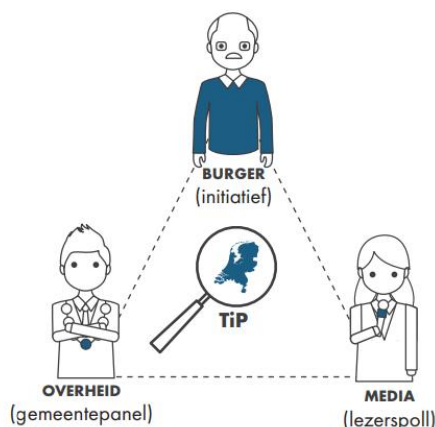 BURGER
(initiatief)
TiP
OVERHEID
(gemeentepanel)
MEDIA
(lezerspoll)